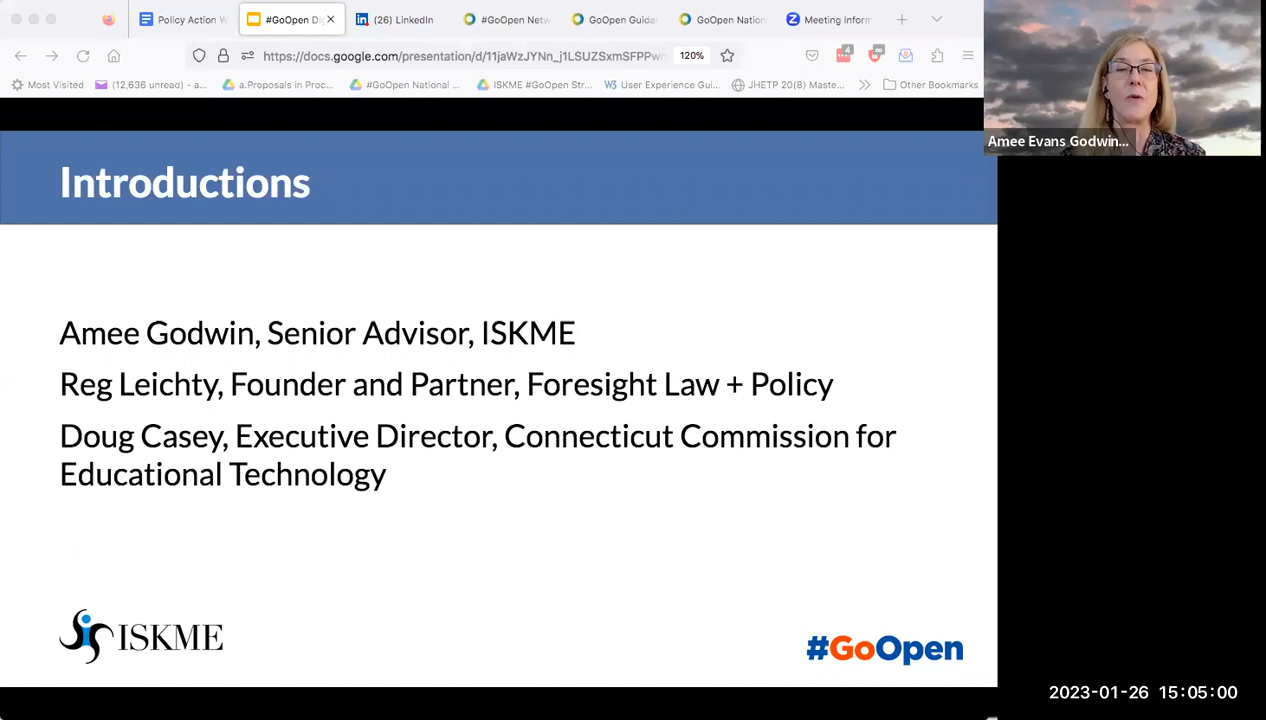 Policy Action W
#GoOpen Di
(26) LinkedIn
#GoOpen Netw
GoOpen Guida
GoOpen Nation
Meeting Inform
https://docs.google.com/presentation/d/11jaWzJYNn_j1LSUZSxmSFPPwn
120%
Most Visited
(12,636 unread) - a...
a.Proposals in Proc...
#GoOpen National ...
ISKME #GoOpen Str...
User Experience Gui...
JHETP 20(8) Maste...
Other Bookmarks
Amee Evans Godwin...
Introductions
Amee Godwin, Senior Advisor, ISKME
Reg Leichty, Founder and Partner, Foresight Law + Policy
Doug Casey, Executive Director, Connecticut Commission for
Educational Technology
ISKME
#GoOpen
2023-01-26 15:05:00